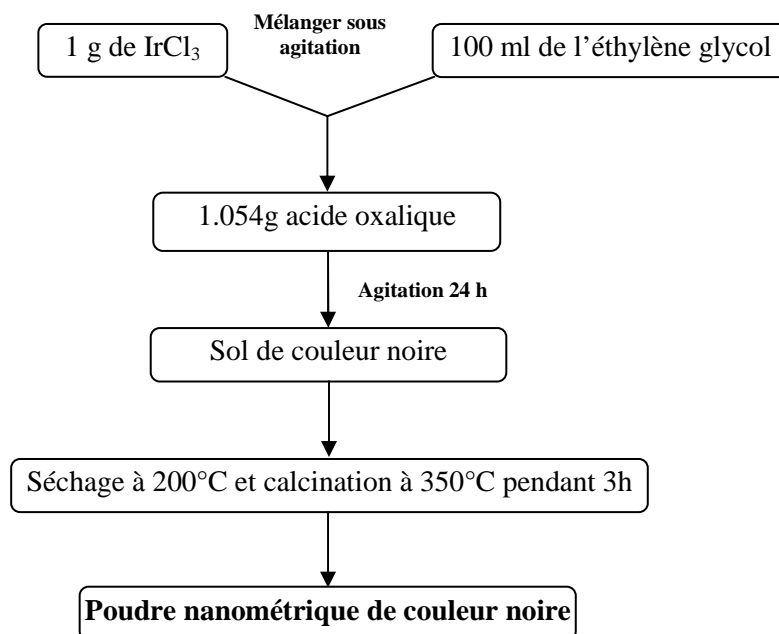 Mélanger sous
agitation
1 g de IrCl₃
100 ml de l’éthylène glycol
1.054g acide oxalique
Agitation 24 h
Sol de couleur noire
Séchage à 200°C et calcination à 350°C pendant 3h
Poudre nanométrique de couleur noire